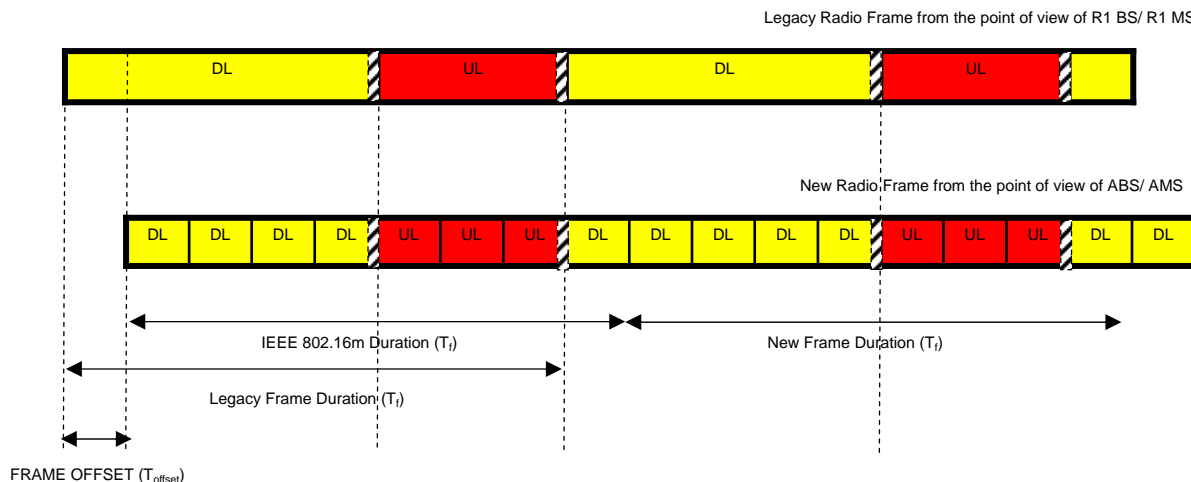 Legacy Radio Frame from the point of view of R1 BS/ R1 MS
DL UL DL UL
New Radio Frame from the point of view of ABS/ AMS
DL DL DL DL UL UL UL DL DL DL DL DL UL UL UL DL DL
IEEE 802.16m Duration (Tf) New Frame Duration (Tf)
Legacy Frame Duration (Tf)
FRAME OFFSET (Toffset)